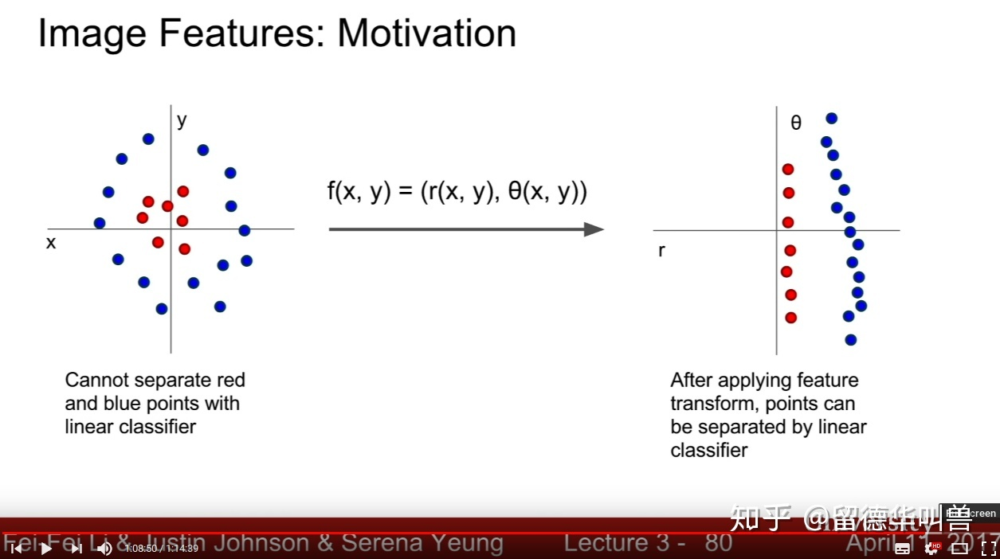 Image Features: Motivation
y
x
f(x, y) = (r(x, y), θ(x, y))
θ
r
Cannot separate red
and blue points with
linear classifier
After applying feature
transform, points can
be separated by linear
classifier
知乎 @留德华叫兽
Fei-Fei Li & Justin Johnson & Serena Yeung
Lecture 3 - 80
April 11, 2017
1:08:50 / 1:14:39
HD